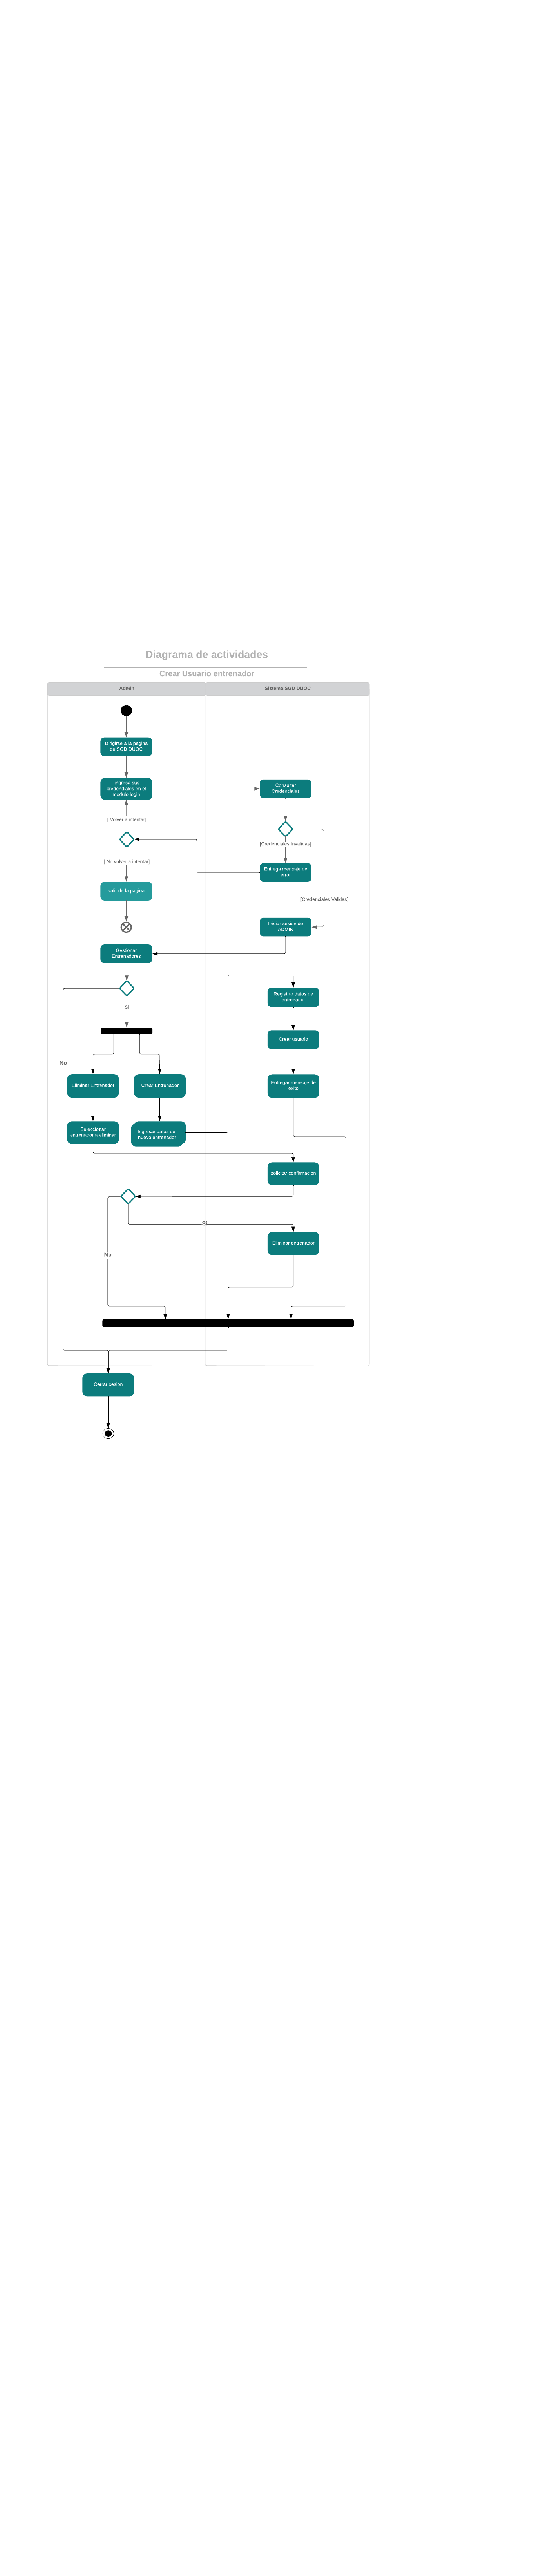 Diagrama de actividades
Crear Usuario entrenador
Admin
Sistema SGD DUOC
Dirigirse a la pagina
de SGD DUOC
ingresa sus
credendiales en el
modulo login
Consultar
Credenciales
[ Volver a intentar]
[Credenciales Invalidas]
[ No volver a intentar]
Entrega mensaje de
error
salir de la pagina
[Credenciales Validas]
Iniciar sesion de
ADMIN
Gestionar
Entrenadores
Registrar datos de
entrenador
Si
Crear usuario
No
Eliminar Entrenador
Crear Entrenador
Entregar mensaje de
exito
Seleccionar
entrenador a eliminar
Ingresar datos del
nuevo entrenador
solicitar confirmacion
Si
Eliminar entrenador
No
Cerrar sesion